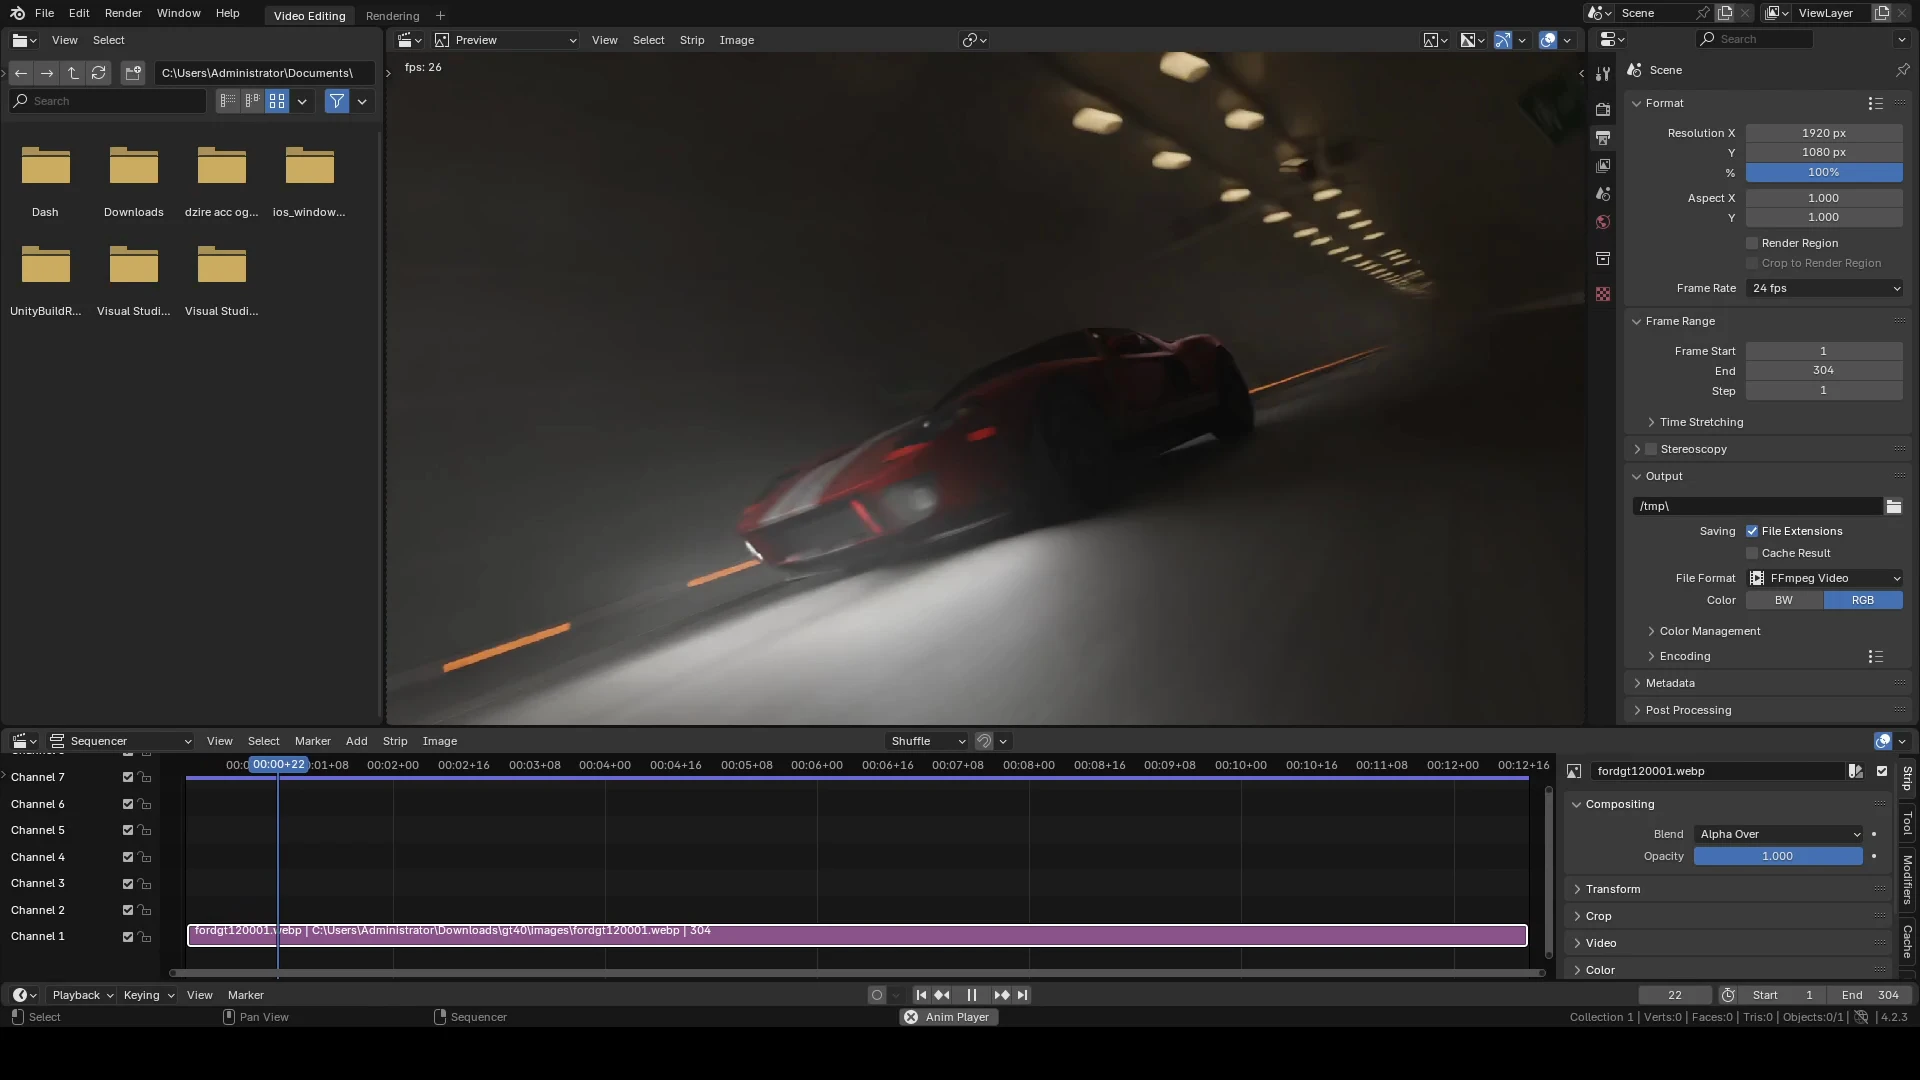 File Edit Render Window Help Video Editing Rendering + Scene ViewLayer
View Select
Preview View Select Strip Image
Search
C:\Users\Administrator\Documents\
Search
fps: 26
Dash Downloads dzire acc og... ios_window...
UnityBuildR... Visual Studi... Visual Studi...
Scene
Format
Resolution X 1920 px
Y 1080 px
% 100%
Aspect X 1.000
Y 1.000
Render Region
Crop to Render Region
Frame Rate 24 fps
Frame Range
Frame Start 1
End 304
Step 1
Time Stretching
Stereoscopy
Output
/tmp\
Saving File Extensions
Cache Result
File Format FFmpeg Video
Color BW RGB
Color Management
Encoding
Metadata
Post Processing
Sequencer View Select Marker Add Strip Image Shuffle
00:00+22 :01+08 00:02+00 00:02+16 00:03+08 00:04+00 00:04+16 00:05+08 00:06+00 00:06+16 00:07+08 00:08+00 00:08+16 00:09+08 00:10+00 00:10+16 00:11+08 00:12+00 00:12+16
Channel 7
Channel 6
Channel 5
Channel 4
Channel 3
Channel 2
Channel 1
fordgt120001.webp | C:\Users\Administrator\Downloads\gt40\images\fordgt120001.webp | 304
fordgt120001.webp
Compositing
Blend Alpha Over
Opacity 1.000
Transform
Crop
Video
Color
Strip
Tool
Modifiers
Cache
Playback Keying View Marker 22 Start 1 End 304
Select Pan View Sequencer Anim Player Collection 1 | Verts:0 | Faces:0 | Tris:0 | Objects:0/1 | 4.2.3